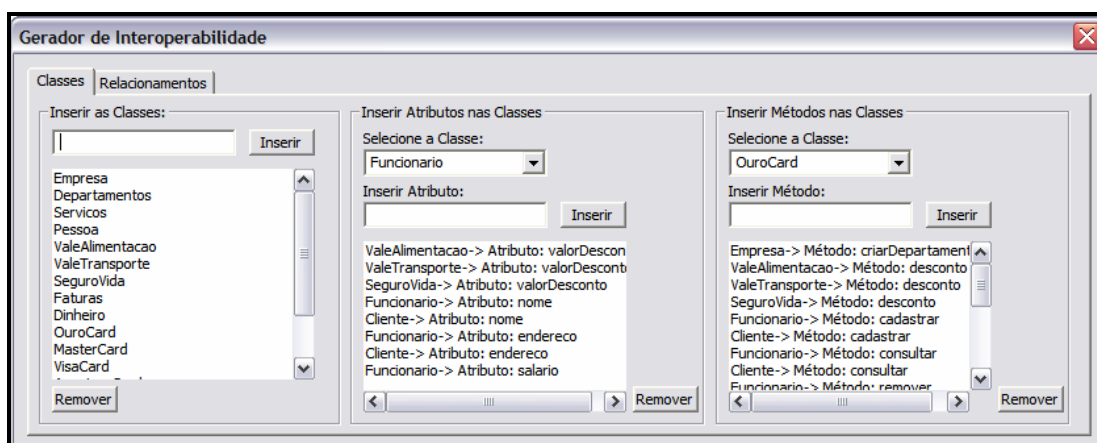 Gerador de Interoperabilidade
Classes Relacionamentos
Inserir as Classes:
Inserir
Empresa
Departamentos
Servicos
Pessoa
ValeAlimentacao
ValeTransporte
SeguroVida
Faturas
Dinheiro
OuroCard
MasterCard
VisaCard
Remover
Inserir Atributos nas Classes
Selecione a Classe:
Funcionario
Inserir Atributo:
Inserir
ValeAlimentacao-> Atributo: valorDescon
ValeTransporte-> Atributo: valorDescont
SeguroVida-> Atributo: valorDesconto
Funcionario-> Atributo: nome
Cliente-> Atributo: nome
Funcionario-> Atributo: endereco
Cliente-> Atributo: endereco
Funcionario-> Atributo: salario
Remover
Inserir Métodos nas Classes
Selecione a Classe:
OuroCard
Inserir Método:
Inserir
Empresa-> Método: criarDepartament
ValeAlimentacao-> Método: desconto
ValeTransporte-> Método: desconto
SeguroVida-> Método: desconto
Funcionario-> Método: cadastrar
Cliente-> Método: cadastrar
Funcionario-> Método: consultar
Cliente-> Método: consultar
Funcionario-> Método: remover
Remover